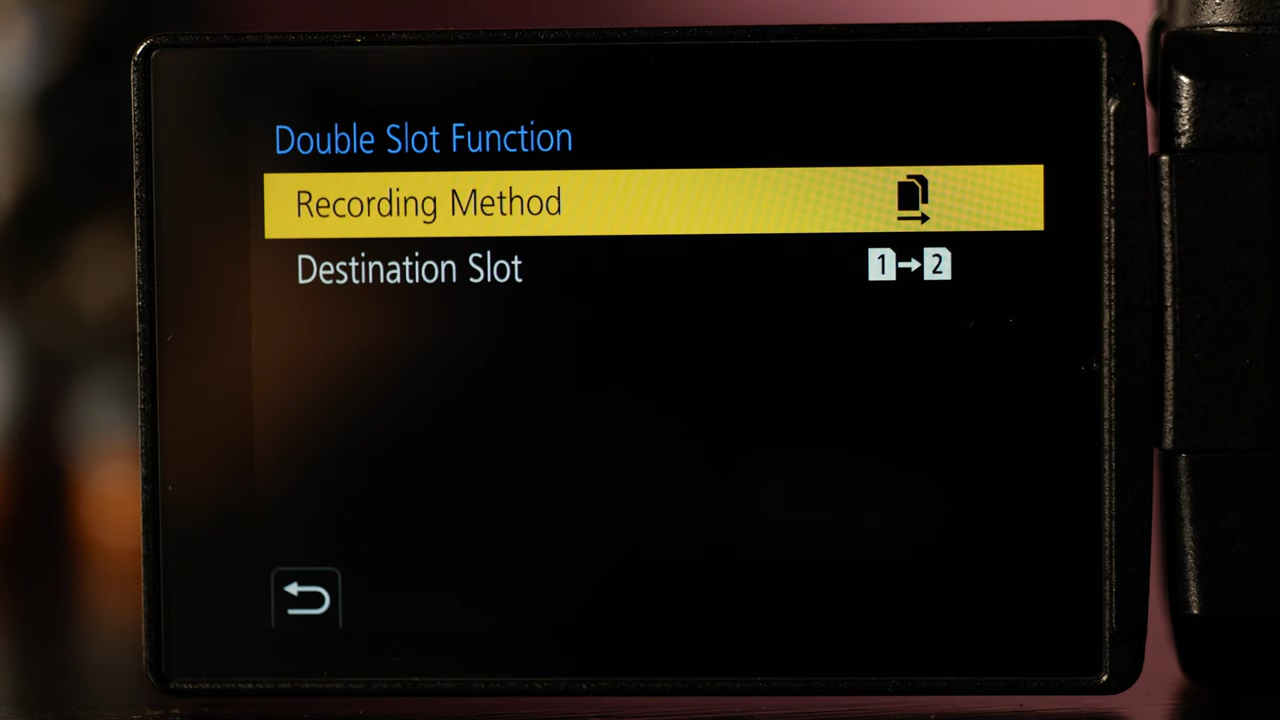 Double Slot Function
Recording Method
Destination Slot 1→2